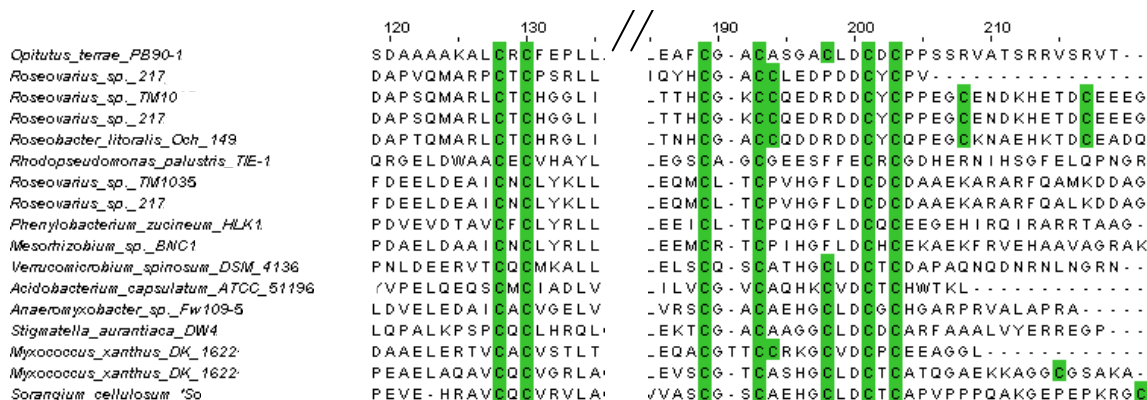 120 130 190 200 210
Opitutus_terrae_PB90-1 SDAAAAKALCRCFEPLL. _EAFCG-ACASGACLDCDCPPSSRVATSRRVSRVT--
Roseovarius_sp._217 DAPVQMARPCTCPSRLL IQYHCG-ACCLEDPDDCYCPV----------------
Roseovarius_sp._TM10 DAPSQMARLCTCHGGLI _TTHCG-KCCQEDRDDCYCPPEGCENDKHETDCEEEG
Roseovarius_sp._217 DAPSQMARLCTCHGGLI _TTHCG-KCCQEDRDDCYCPPEGCENDKHETDCEEEG
Roseobacter_litoralis_Och_149 DAPTQMARLCTCHRGLI _TNHCG-ACCQDDRDDCYCQPEGCKNAEHKTDCEADQ
Rhodopseudomonas_palustris_TIE-1 QRGELDWAACECVHAYL _EGSCA-GCGEESFFECRCGDHERNIHSGFELQPNGR
Roseovarius_sp._TM1035 FDEELDEAICNCLYKLL _EQMCL-TCPVHGFLDCDCDAAEKARARFQAMKDDAG
Roseovarius_sp._217 FDEELDEAICNCLYKLL _EQMCL-TCPVHGFLDCDCDAAEKARARFQALKDDAG
Phenylobacterium_zucineum_HLK1 PDVEVDTAVCFCLYRLL _EEICL-TCPQHGFLDCQCEEGEHIRQIRARRTAAG-
Mesorhizobium_sp._BNC1 PDAELDAAICNCLYRLL _EEMCR-TCPIHGFLDCHCEKAEKFRVEHAAVAGRAK
Verrucomicrobium_spinosum_DSM_4136 PNLDEERVTCQCMKALL _ELSCQ-SCATHGCLDCTCDAPAQNQDNRNLNGRN--
Acidobacterium_capsulatum_ATCC_51196 YVPELQEQSCMCIADLV _ILVCG-VCAQHKCVDCTCHWTKL-------------
Anaeromyxobacter_sp._Fw109-5 LDVELEDAICACVGELV _VRSCG-ACAEHGCLDCGCHGARPRVALAPRA-----
Stigmatella_aurantiaca_DW4 LQPALKPSPCQCLHRQL _EKTCG-ACAAGGCLDCDCARFAAALVYERREGP---
Myxococcus_xanthus_DK_1622 DAAELERTVCACVSTLT _EQACGTTCCRKGCVDCPCEEAGGL------------
Myxococcus_xanthus_DK_1622 PEAELAQAVCQCVGRLA _EVSCG-TCASHGCLDCTCATQGAEKKAGGCGSAKA-
Sorangium_cellulosum_'So PEVE-HRAVCQCVRVLA VVASCG-SCAEHGCLDCTCAPVPPPQAKGEPEPKRGC